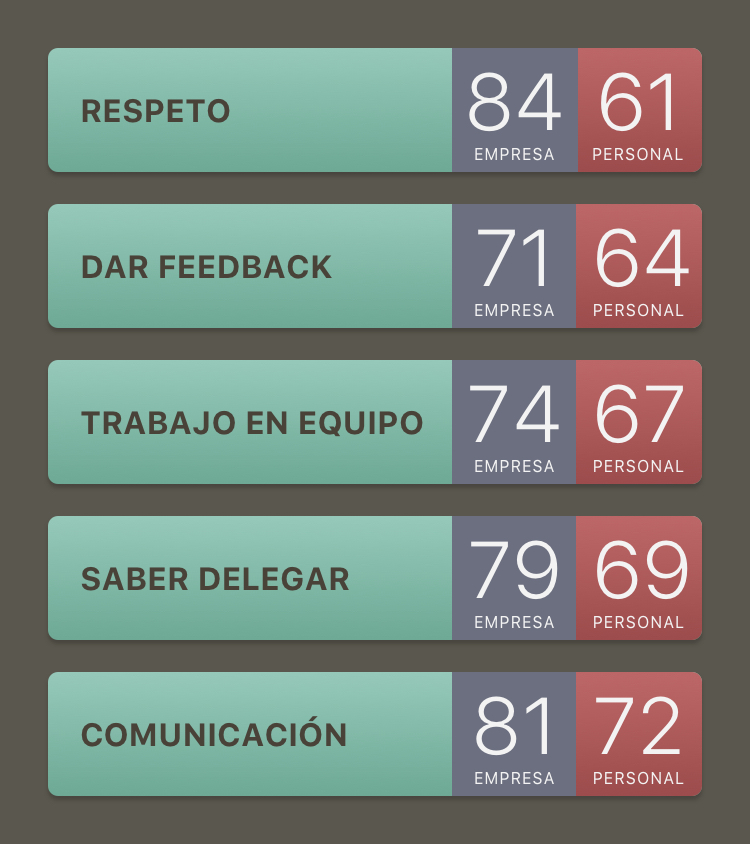 RESPETO
84 61
EMPRESA PERSONAL
DAR FEEDBACK
71 64
EMPRESA PERSONAL
TRABAJO EN EQUIPO
74 67
EMPRESA PERSONAL
SABER DELEGAR
79 69
EMPRESA PERSONAL
COMUNICACIÓN
81 72
EMPRESA PERSONAL